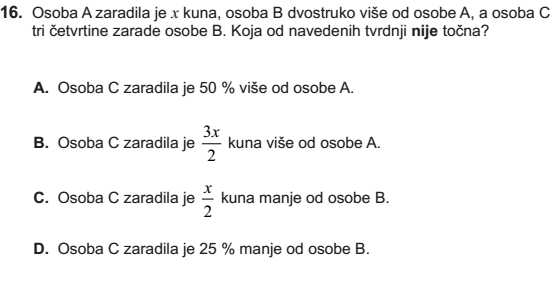 16. Osoba A zaradila je x kuna, osoba B dvostruko više od osobe A, a osoba C
tri četvrtine zarade osobe B. Koja od navedenih tvrdnji nije točna?
A. Osoba C zaradila je 50 % više od osobe A.
B. Osoba C zaradila je 3x/2 kuna više od osobe A.
C. Osoba C zaradila je x/2 kuna manje od osobe B.
D. Osoba C zaradila je 25 % manje od osobe B.